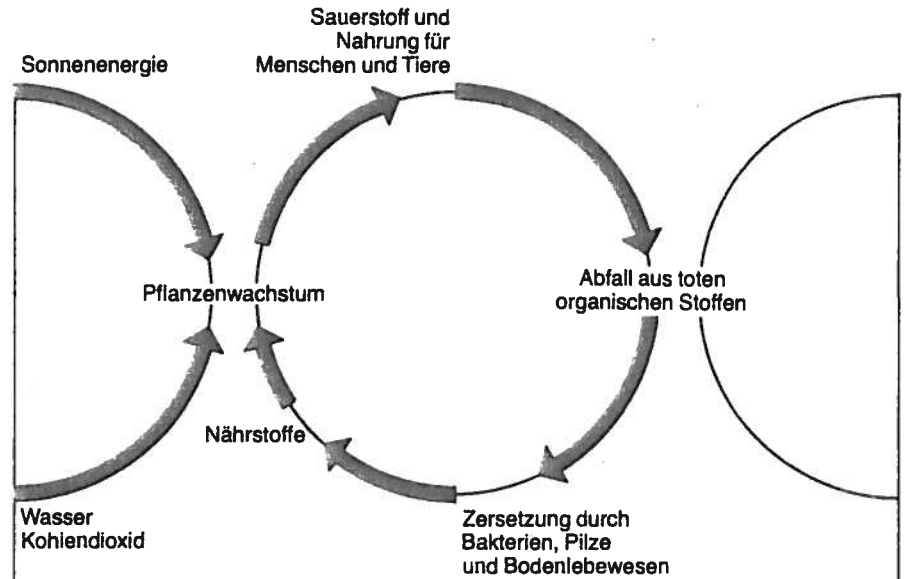 Sauerstoff und
Nahrung für
Menschen und Tiere
Sonnenenergie
Pflanzenwachstum
Abfall aus toten
organischen Stoffen
Nährstoffe
Wasser
Kohlendioxid
Zersetzung durch
Bakterien, Pilze
und Bodenlebewesen